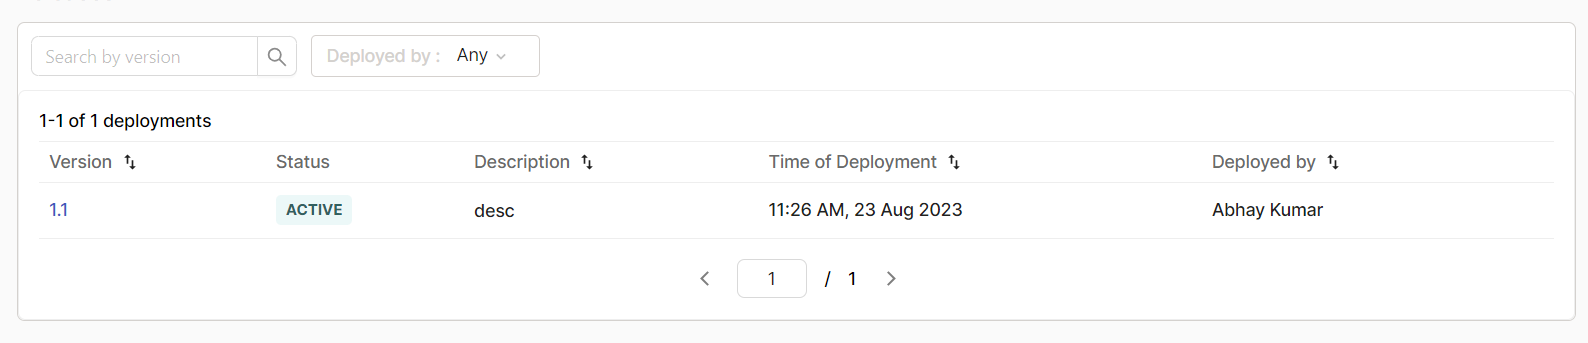 Search by version
Deployed by : Any
1-1 of 1 deployments
Version Status Description Time of Deployment Deployed by
1.1 ACTIVE desc 11:26 AM, 23 Aug 2023 Abhay Kumar
1 / 1